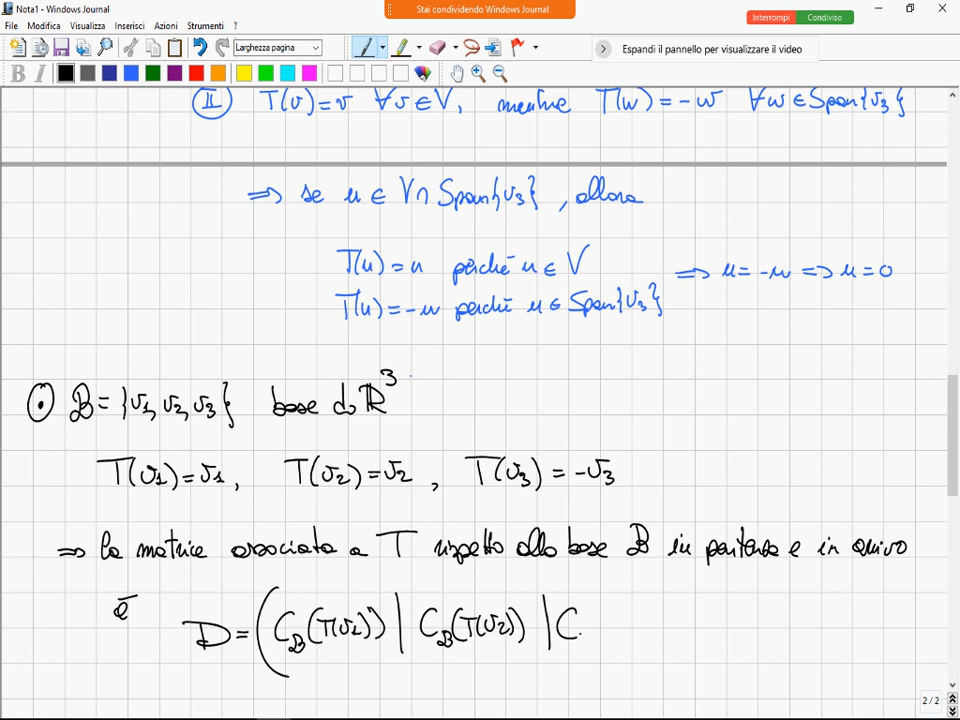 Nota1 - Windows Journal
Stai condividendo Windows Journal
Interrompi Condiviso
File Modifica Visualizza Inserisci Azioni Strumenti ?
Larghezza pagina
Espandi il pannello per visualizzare il video
B I
II) T(v)=v ∀v∈V, mentre T(w)=-w ∀w∈Span{v3}
⇒ se u ∈ V∩Span{v3}, allora
T(u)=u perché u∈V
⇒ u=-u ⇒ u=0
T(u)=-u perché u∈Span{v3}
⊙ B={v1,v2,v3} base di ℝ³
T(v1)=v1, T(v2)=v2, T(v3)=-v3
⇒ la matrice associata a T rispetto alla base B in partenza e in arrivo
è D=(C_B(T(v1)) | C_B(T(v2)) | C
2 / 2